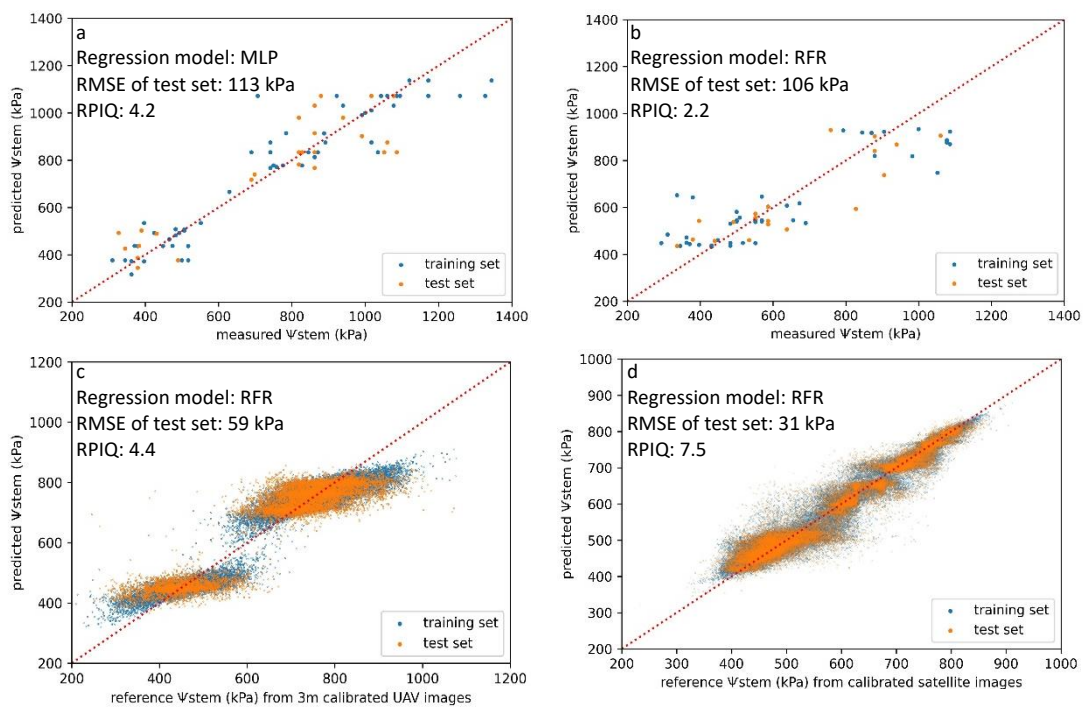 a
Regression model: MLP
RMSE of test set: 113 kPa
RPIQ: 4.2
1400
1200
1000
800
600
400
200
predicted Ψstem (kPa)
training set
test set
200 400 600 800 1000 1200 1400
measured Ψstem (kPa)
b
Regression model: RFR
RMSE of test set: 106 kPa
RPIQ: 2.2
1400
1200
1000
800
600
400
200
predicted Ψstem (kPa)
training set
test set
200 400 600 800 1000 1200 1400
measured Ψstem (kPa)
c
Regression model: RFR
RMSE of test set: 59 kPa
RPIQ: 4.4
1200
1000
800
600
400
200
predicted Ψstem (kPa)
training set
test set
200 400 600 800 1000 1200
reference Ψstem (kPa) from 3m calibrated UAV images
d
Regression model: RFR
RMSE of test set: 31 kPa
RPIQ: 7.5
1000
900
800
700
600
500
400
300
200
predicted Ψstem (kPa)
training set
test set
200 300 400 500 600 700 800 900 1000
reference Ψstem (kPa) from calibrated satellite images